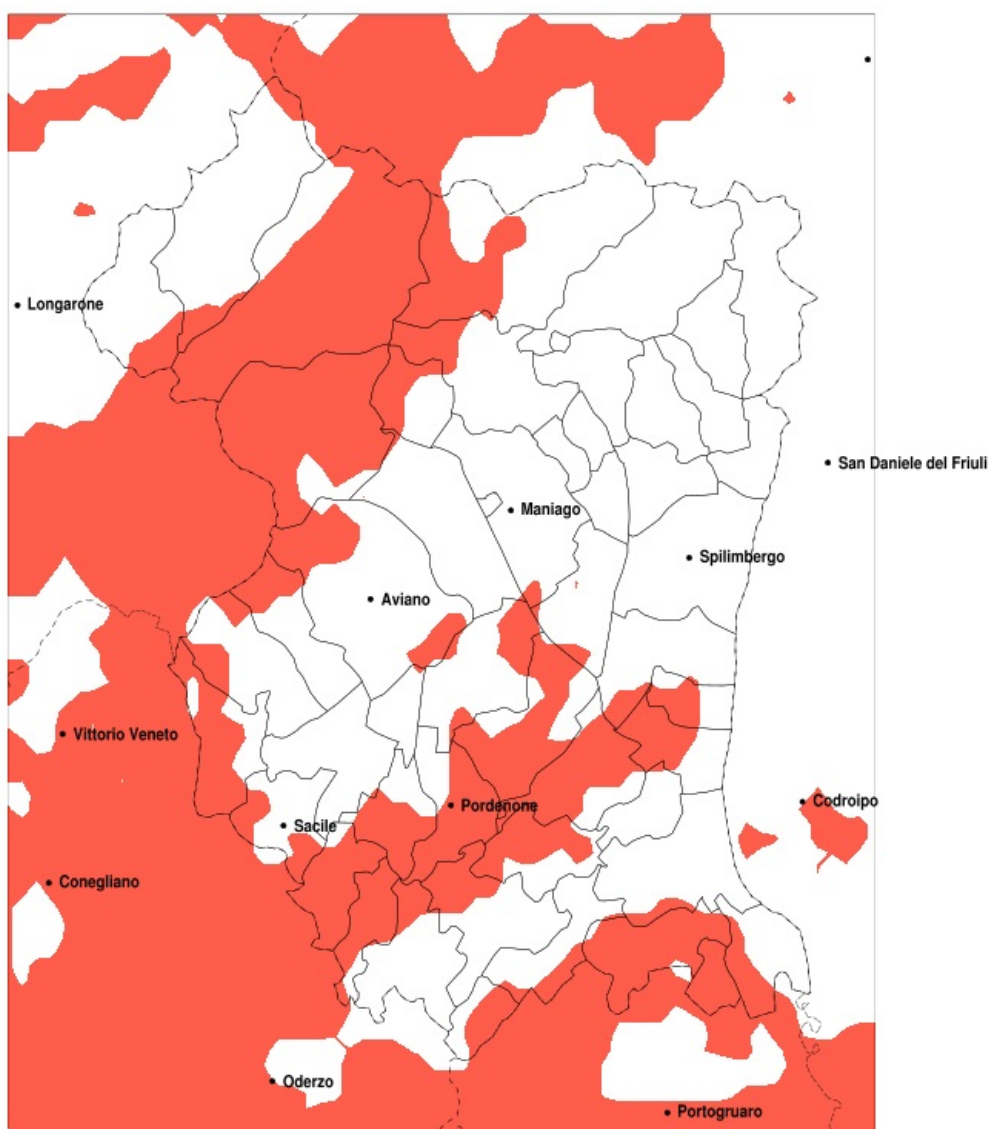 Longarone
San Daniele del Friuli
Maniago
Spilimbergo
Aviano
Vittorio Veneto
Codroipo
Pordenone
Sacile
Conegliano
Oderzo
Portogruaro